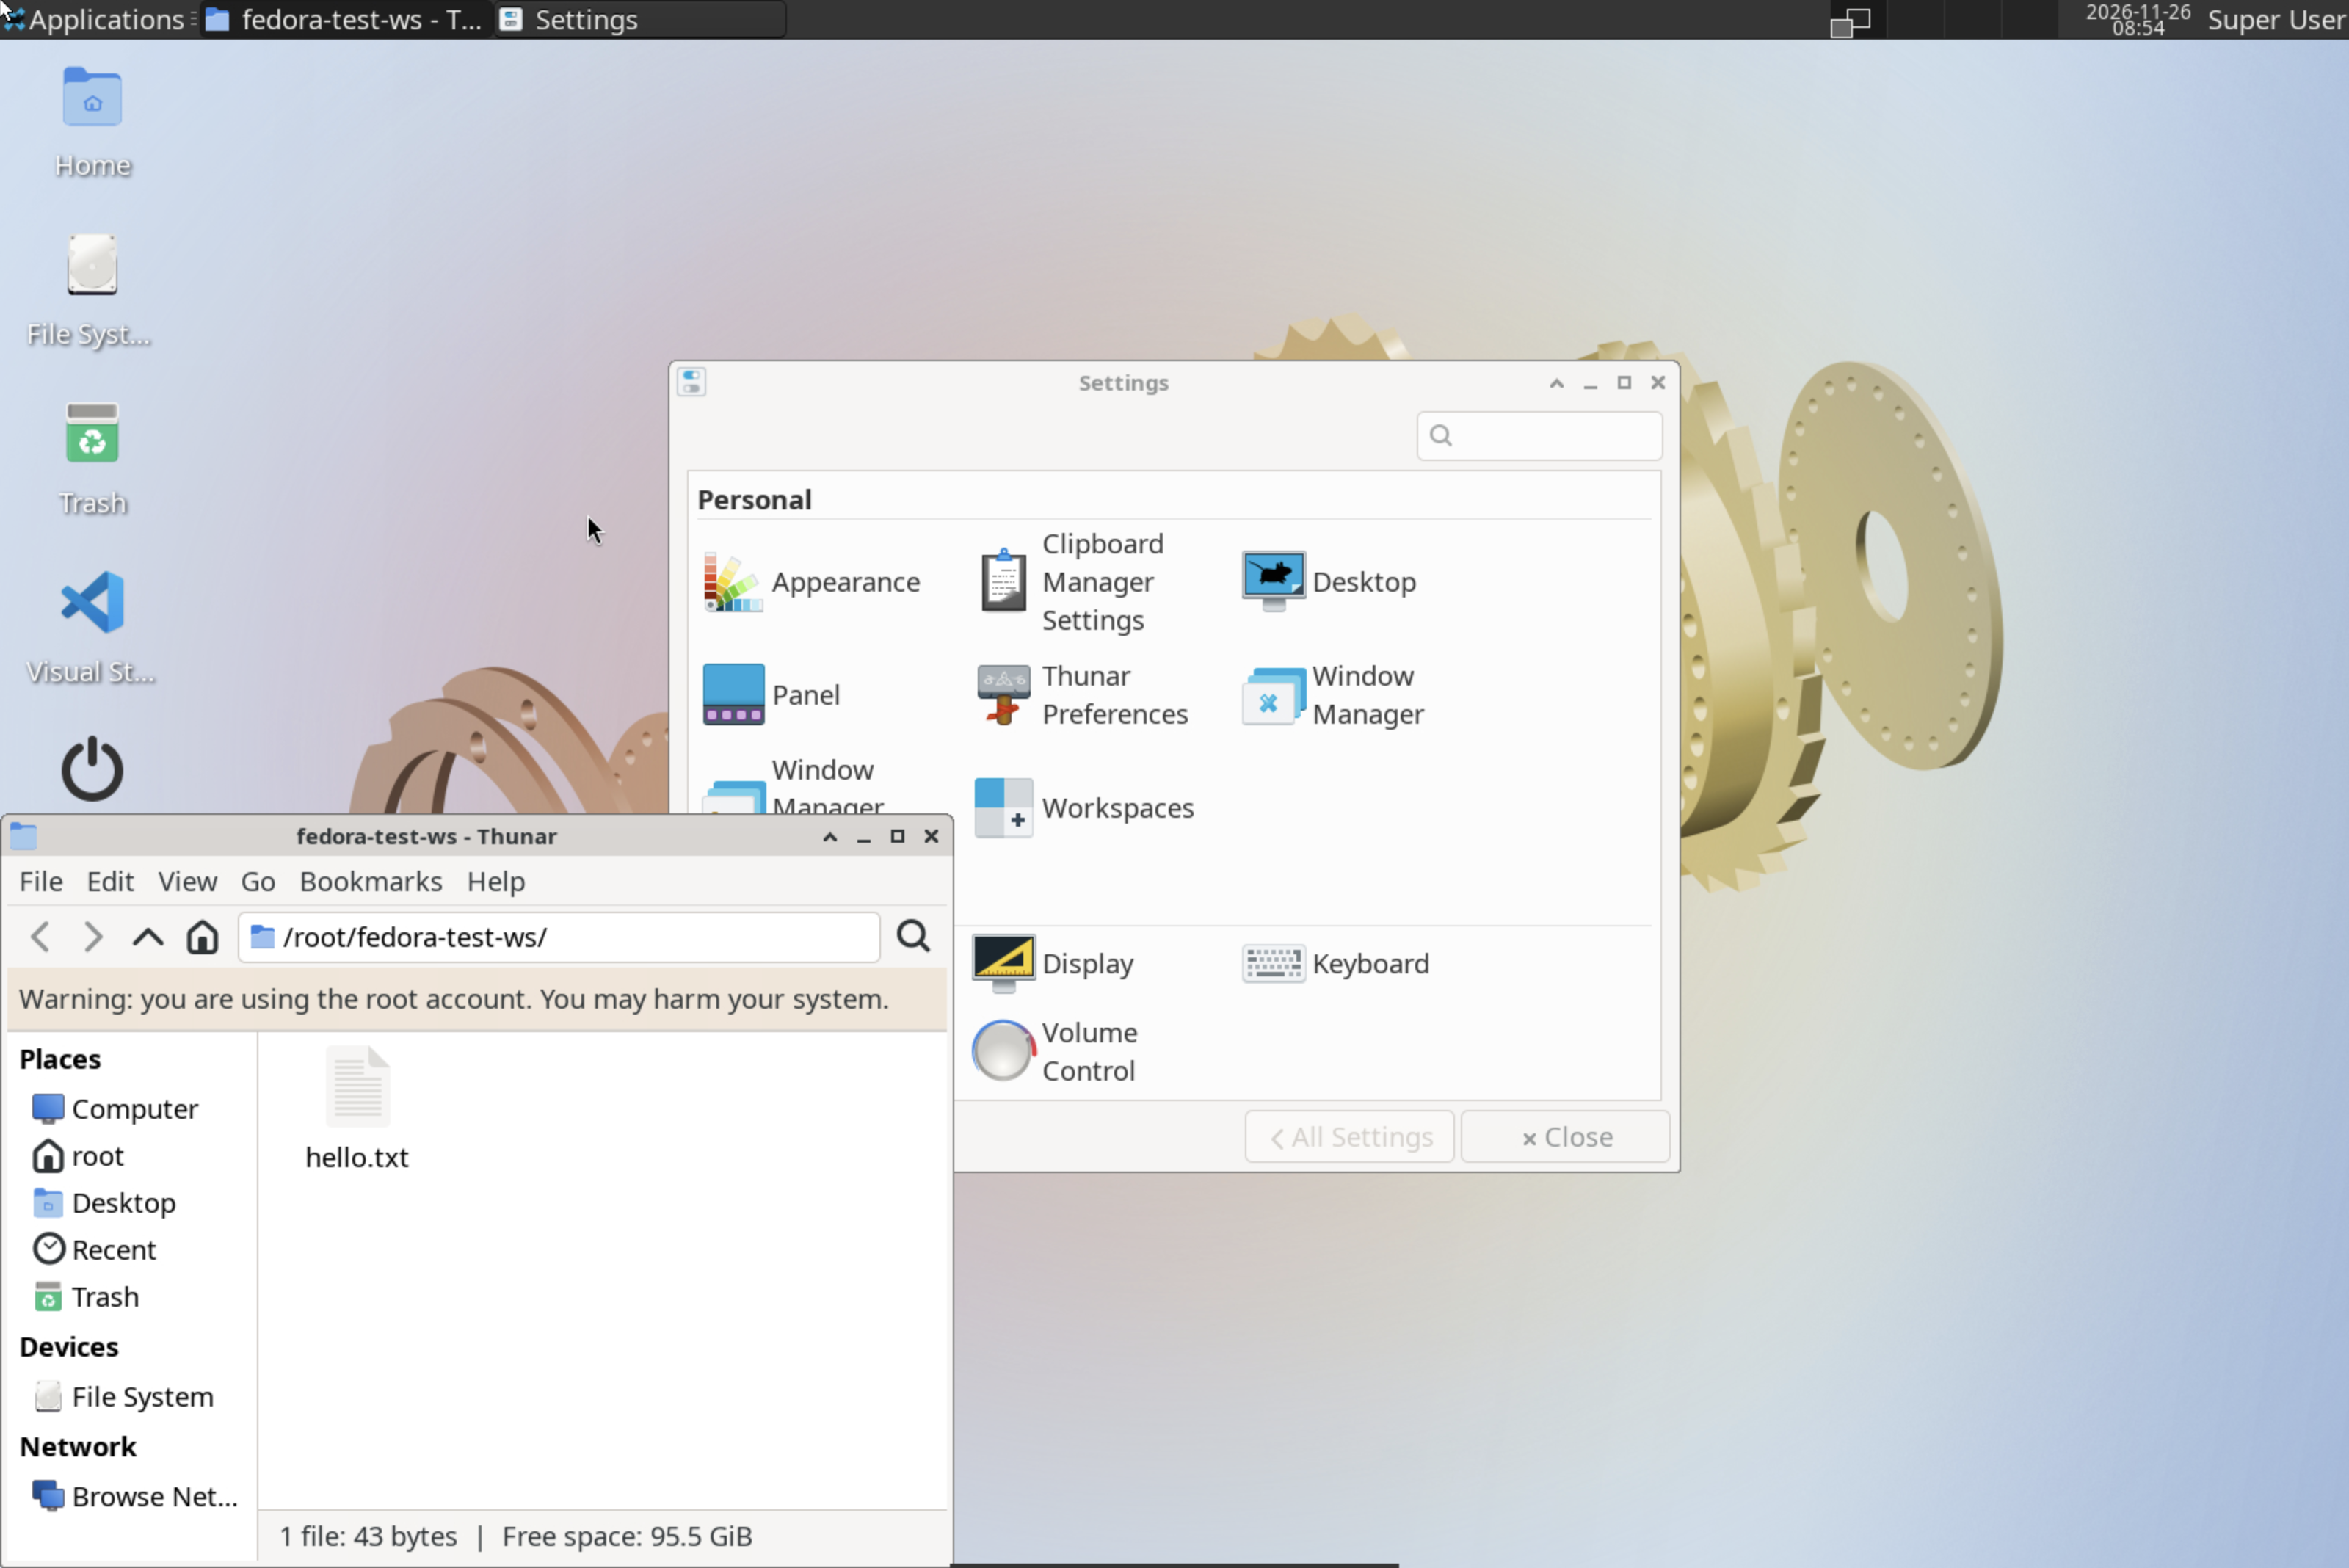 Applications
fedora-test-ws - T...
Settings
2026-11-26
08:54
Super User
Home
File Syst...
Trash
Visual St...
Settings
Personal
Appearance
Clipboard
Manager
Settings
Desktop
Panel
Thunar
Preferences
Window
Manager
Window
Manager
Workspaces
Display
Keyboard
Volume
Control
All Settings
Close
fedora-test-ws - Thunar
File Edit View Go Bookmarks Help
/root/fedora-test-ws/
Warning: you are using the root account. You may harm your system.
Places
Computer
root
Desktop
Recent
Trash
Devices
File System
Network
Browse Net...
hello.txt
1 file: 43 bytes | Free space: 95.5 GiB